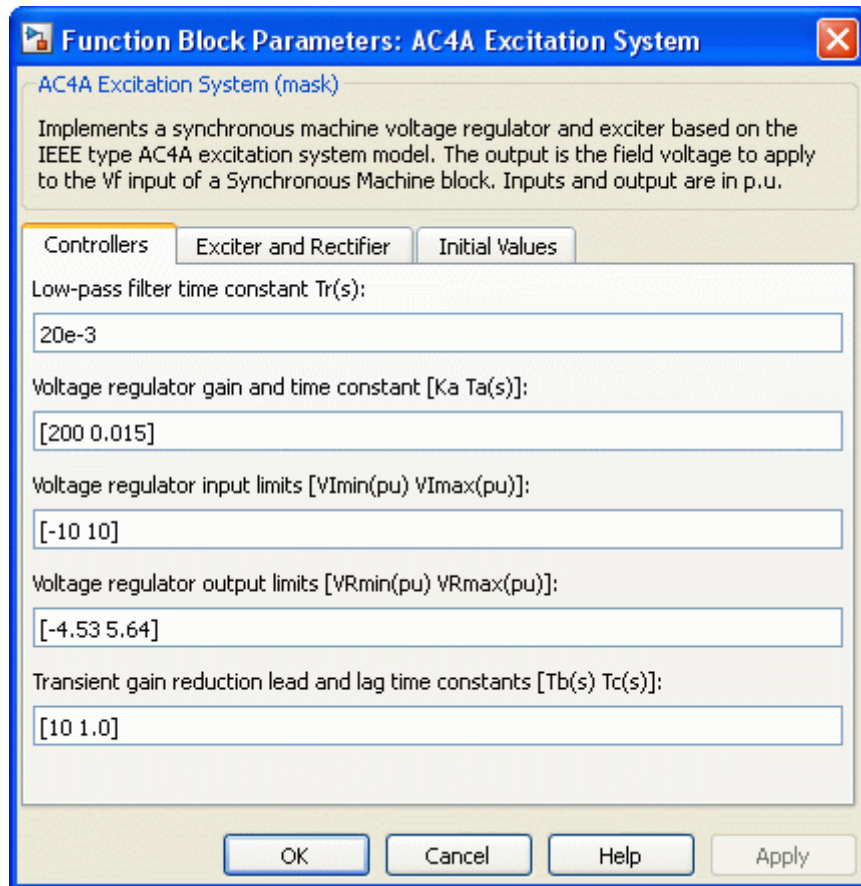 Function Block Parameters: AC4A Excitation System
AC4A Excitation System (mask)
Implements a synchronous machine voltage regulator and exciter based on the
IEEE type AC4A excitation system model. The output is the field voltage to apply
to the Vf input of a Synchronous Machine block. Inputs and output are in p.u.
Controllers Exciter and Rectifier Initial Values
Low-pass filter time constant Tr(s):
20e-3
Voltage regulator gain and time constant [Ka Ta(s)]:
[200 0.015]
Voltage regulator input limits [VImin(pu) VImax(pu)]:
[-10 10]
Voltage regulator output limits [VRmin(pu) VRmax(pu)]:
[-4.53 5.64]
Transient gain reduction lead and lag time constants [Tb(s) Tc(s)]:
[10 1.0]
OK Cancel Help Apply